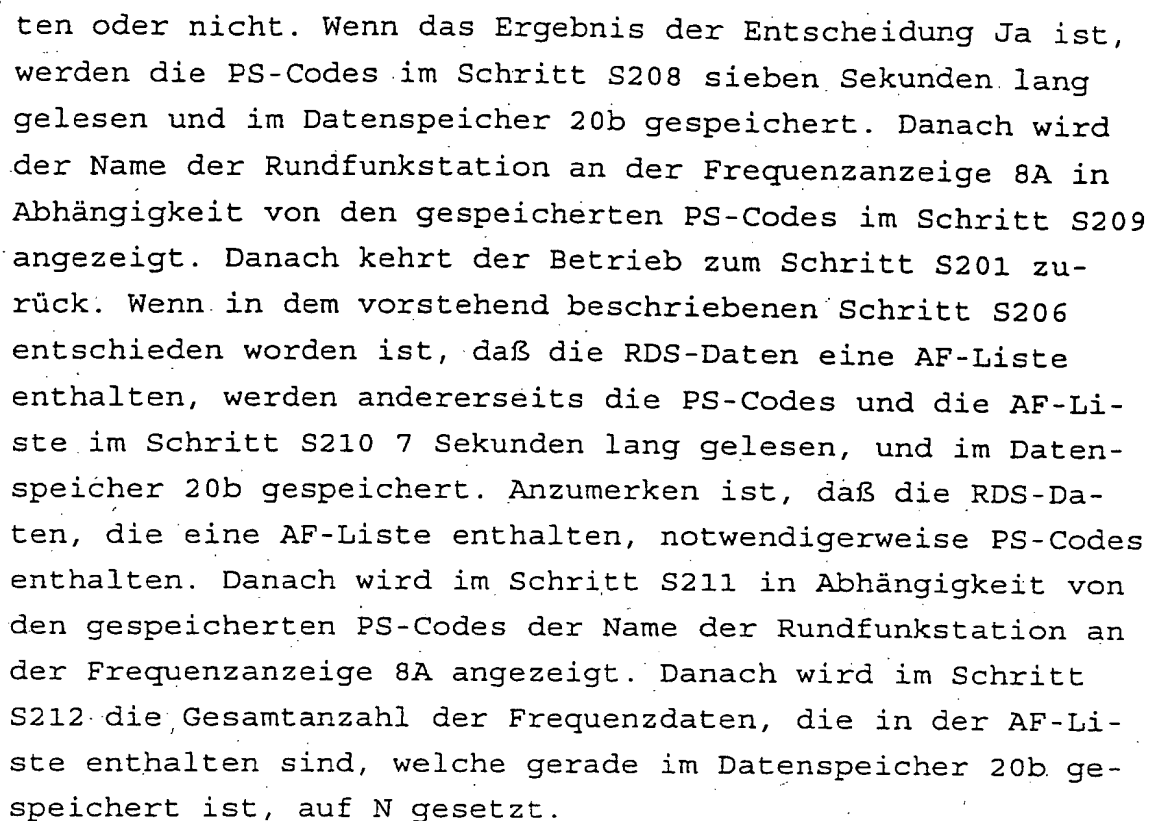 ten oder nicht. Wenn das Ergebnis der Entscheidung Ja ist,
werden die PS-Codes im Schritt S208 sieben Sekunden lang
gelesen und im Datenspeicher 20b gespeichert. Danach wird
der Name der Rundfunkstation an der Frequenzanzeige 8A in
Abhängigkeit von den gespeicherten PS-Codes im Schritt S209
angezeigt. Danach kehrt der Betrieb zum Schritt S201 zu-
rück. Wenn in dem vorstehend beschriebenen Schritt S206
entschieden worden ist, daß die RDS-Daten eine AF-Liste
enthalten, werden andererseits die PS-Codes und die AF-Li-
ste im Schritt S210 7 Sekunden lang gelesen, und im Daten-
speicher 20b gespeichert. Anzumerken ist, daß die RDS-Da-
ten, die eine AF-Liste enthalten, notwendigerweise PS-Codes
enthalten. Danach wird im Schritt S211 in Abhängigkeit von
den gespeicherten PS-Codes der Name der Rundfunkstation an
der Frequenzanzeige 8A angezeigt. Danach wird im Schritt
S212 die Gesamtanzahl der Frequenzdaten, die in der AF-Li-
ste enthalten sind, welche gerade im Datenspeicher 20b ge-
speichert ist, auf N gesetzt.